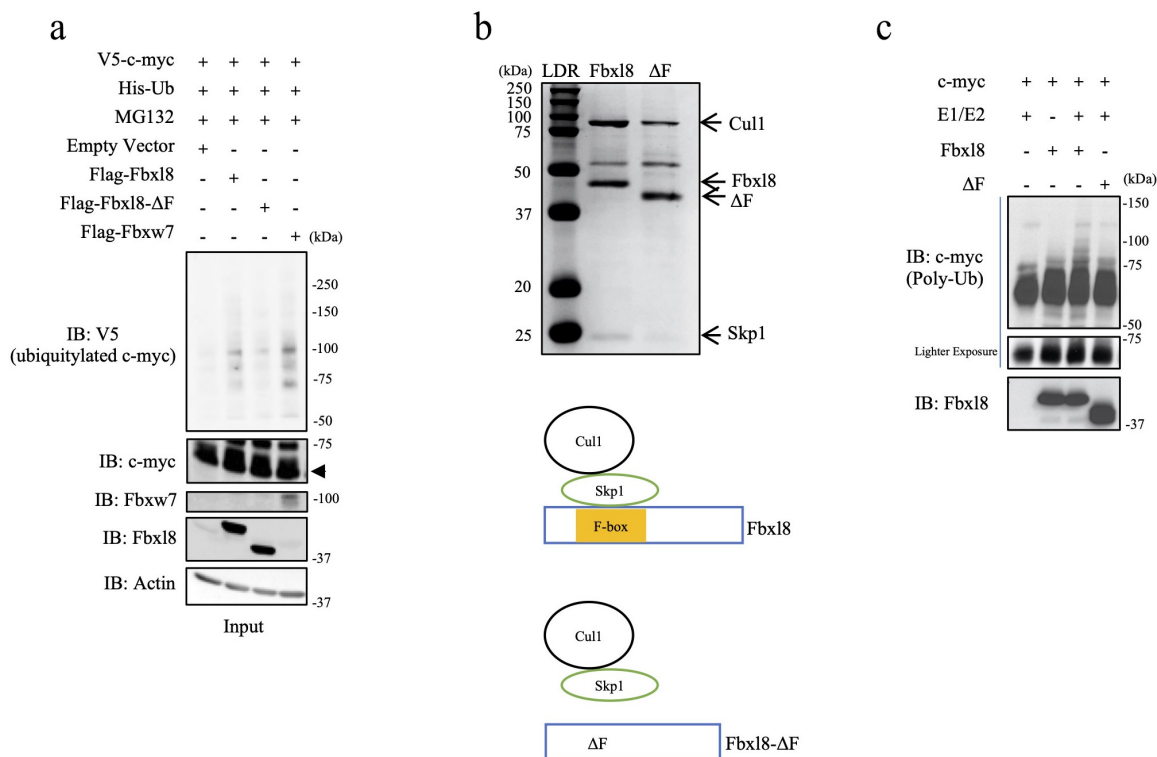 a
V5-c-myc + + + +
His-Ub + + + +
MG132 + + + +
Empty Vector + - - -
Flag-Fbxl8 - + - -
Flag-Fbxl8-ΔF - - + -
Flag-Fbxw7 - - - + (kDa)
-250
-150
IB: V5
(ubiquitylated c-myc)
-100
-75
-50
-75
IB: c-myc
IB: Fbxw7 -100
IB: Fbxl8
-37
IB: Actin
-37
Input
b
(kDa) LDR Fbxl8 ΔF
250
150
100
75
50
37
20
25
Cul1
Fbxl8
ΔF
Skp1
Cul1
Skp1
F-box
Fbxl8
Cul1
Skp1
ΔF
Fbxl8-ΔF
c
c-myc + + + +
E1/E2 + - + +
Fbxl8 - + + -
ΔF - - - + (kDa)
-150
-100
IB: c-myc
(Poly-Ub)
-75
-50
-75
Lighter Exposure
IB: Fbxl8
-37